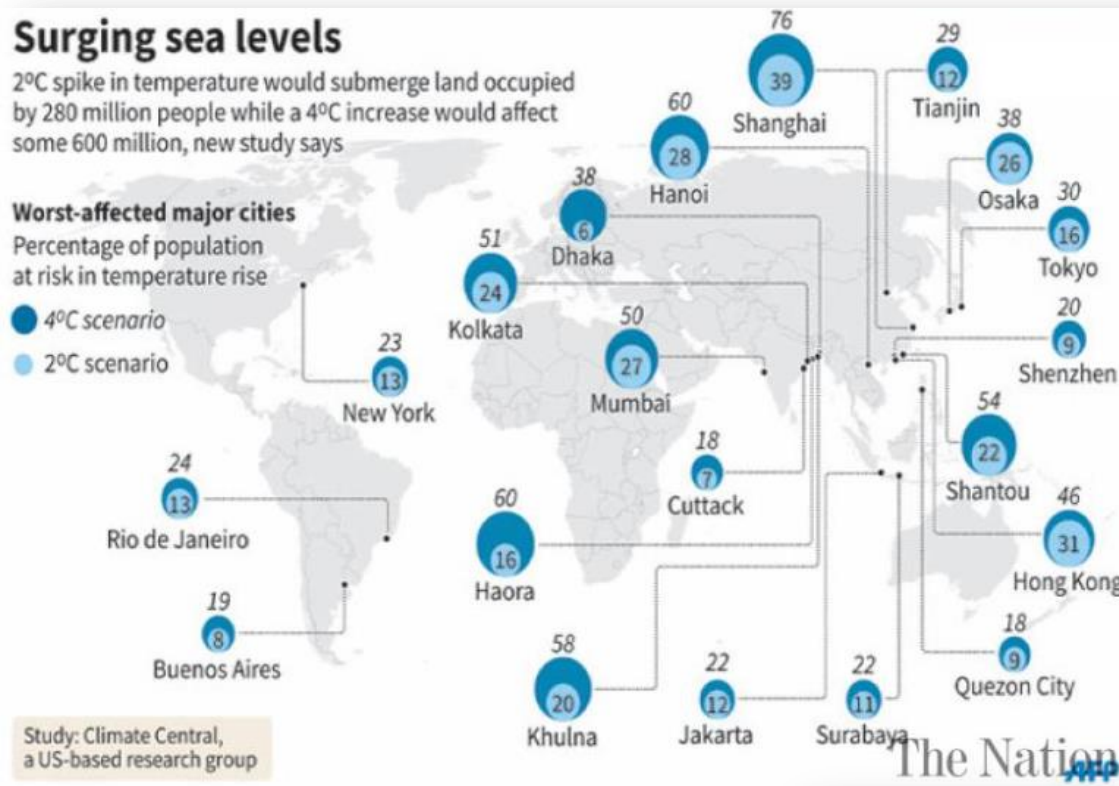 Surging sea levels
2ºC spike in temperature would submerge land occupied
by 280 million people while a 4ºC increase would affect
some 600 million, new study says
Worst-affected major cities
Percentage of population
at risk in temperature rise
4ºC scenario
2ºC scenario
76
39
Shanghai
29
12
Tianjin
60
28
Hanoi
38
26
Osaka
38
6
Dhaka
30
16
Tokyo
51
24
Kolkata
50
27
Mumbai
20
9
Shenzhen
23
13
New York
54
22
Shantou
18
7
Cuttack
24
13
Rio de Janeiro
60
16
Haora
46
31
Hong Kong
19
8
Buenos Aires
58
20
Khulna
22
12
Jakarta
22
11
Surabaya
18
9
Quezon City
Study: Climate Central,
a US-based research group
The Nation
AFP